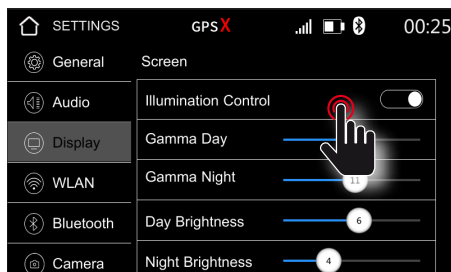 SETTINGS GPSX 00:25
General Screen
Audio Illumination Control
Display Gamma Day
WLAN Gamma Night 11
Bluetooth Day Brightness 6
Camera Night Brightness 4